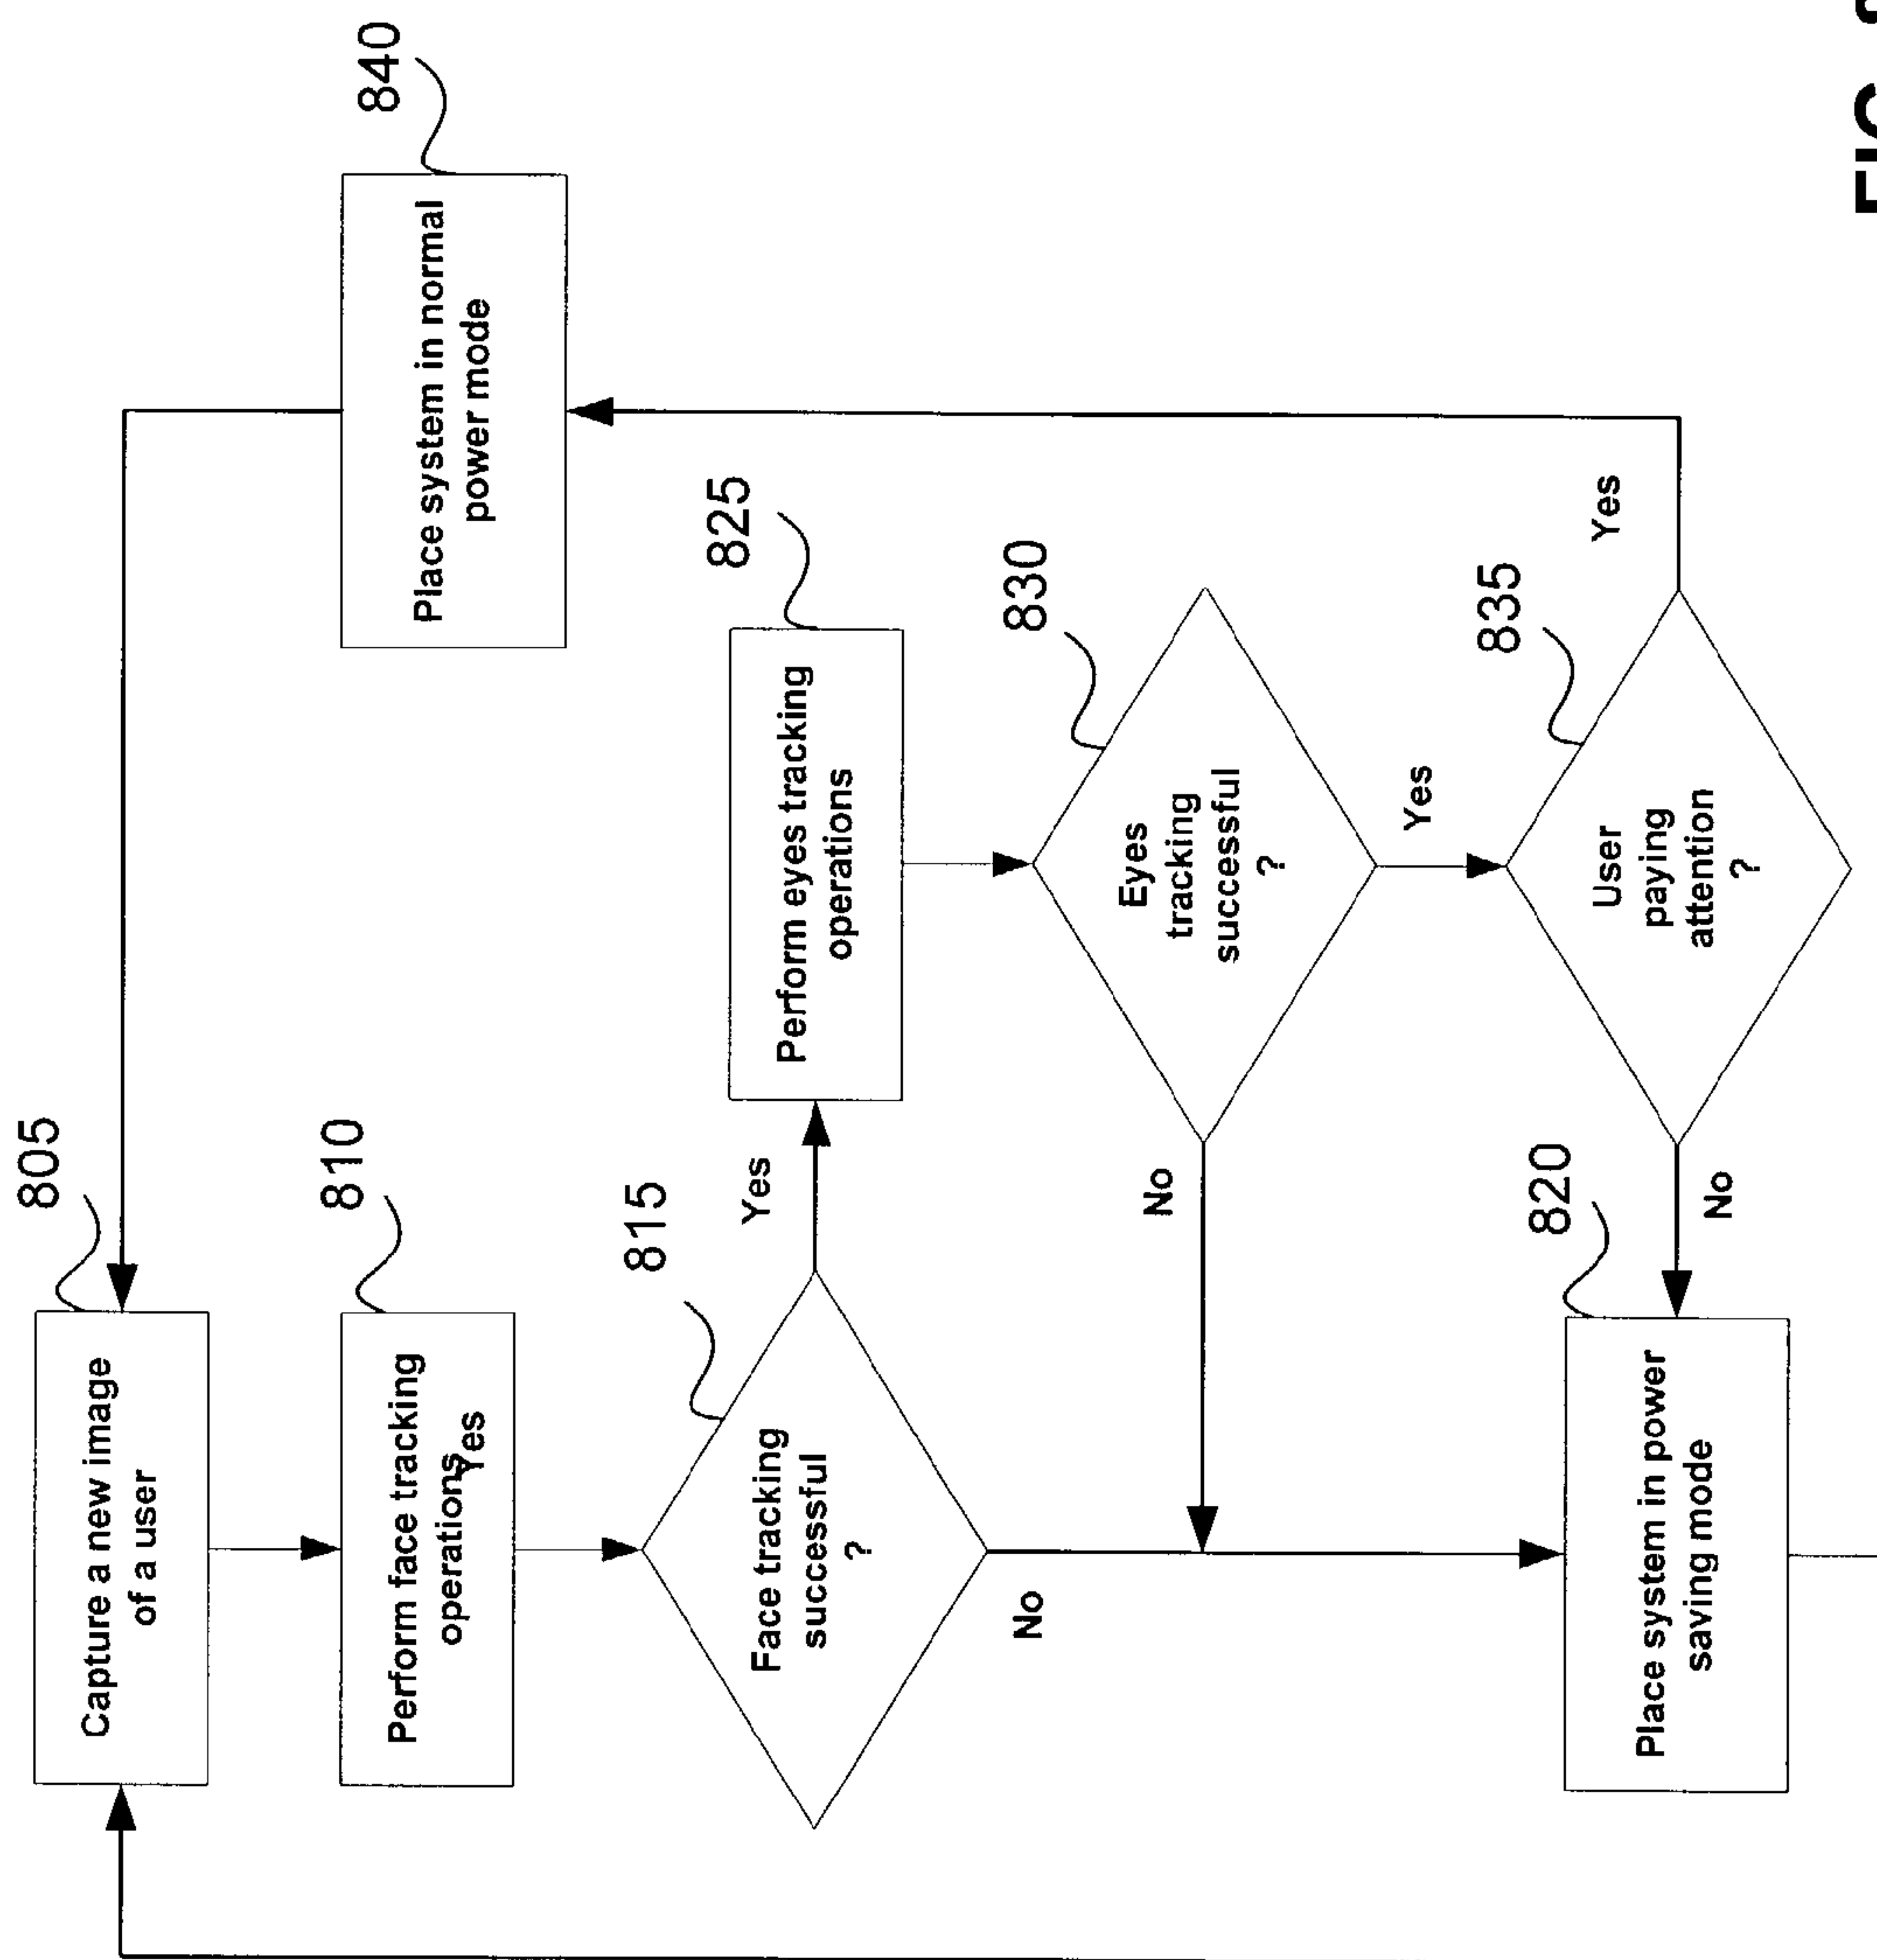 805
Capture a new image
of a user
810
Perform face tracking
operations
Yes
815
Face tracking
successful
?
Yes
No
825
Perform eyes tracking
operations
830
Eyes
tracking
successful
?
No
Yes
835
User
paying
attention
?
Yes
No
820
Place system in power
saving mode
840
Place system in normal
power mode